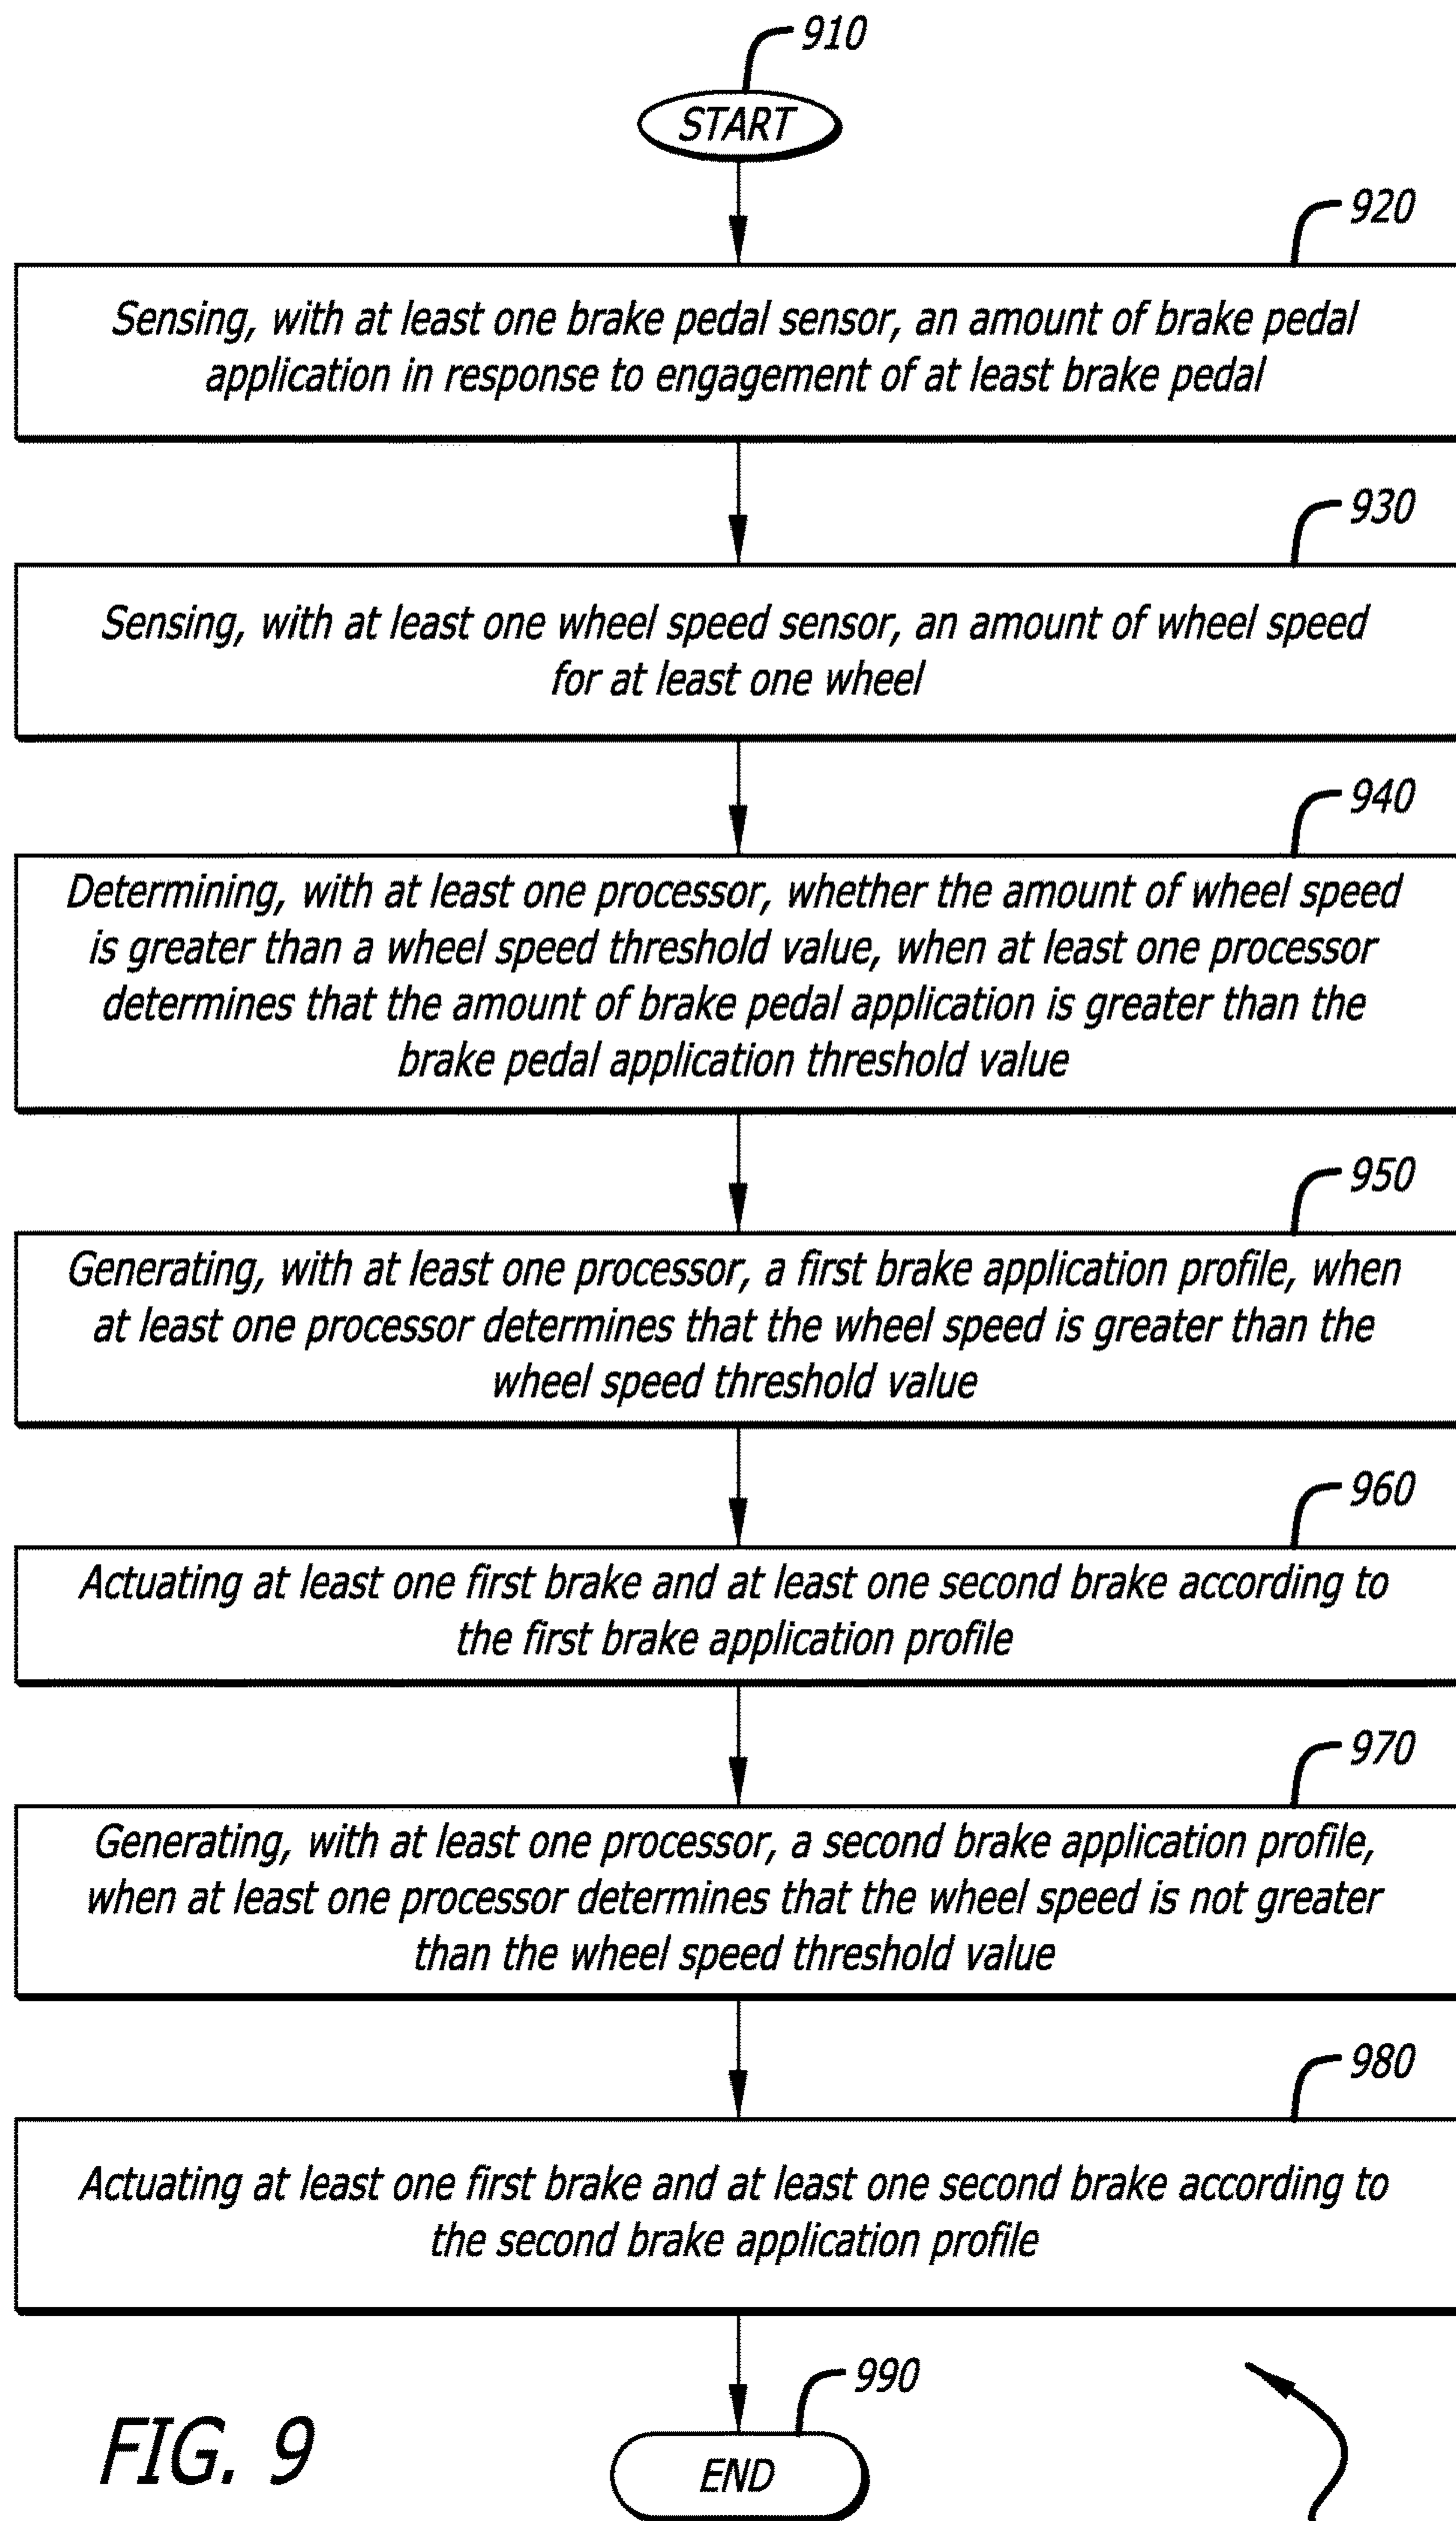 910
START
920
Sensing, with at least one brake pedal sensor, an amount of brake pedal
application in response to engagement of at least brake pedal
930
Sensing, with at least one wheel speed sensor, an amount of wheel speed
for at least one wheel
940
Determining, with at least one processor, whether the amount of wheel speed
is greater than a wheel speed threshold value, when at least one processor
determines that the amount of brake pedal application is greater than the
brake pedal application threshold value
950
Generating, with at least one processor, a first brake application profile, when
at least one processor determines that the wheel speed is greater than the
wheel speed threshold value
960
Actuating at least one first brake and at least one second brake according to
the first brake application profile
970
Generating, with at least one processor, a second brake application profile,
when at least one processor determines that the wheel speed is not greater
than the wheel speed threshold value
980
Actuating at least one first brake and at least one second brake according to
the second brake application profile
990
END
FIG. 9